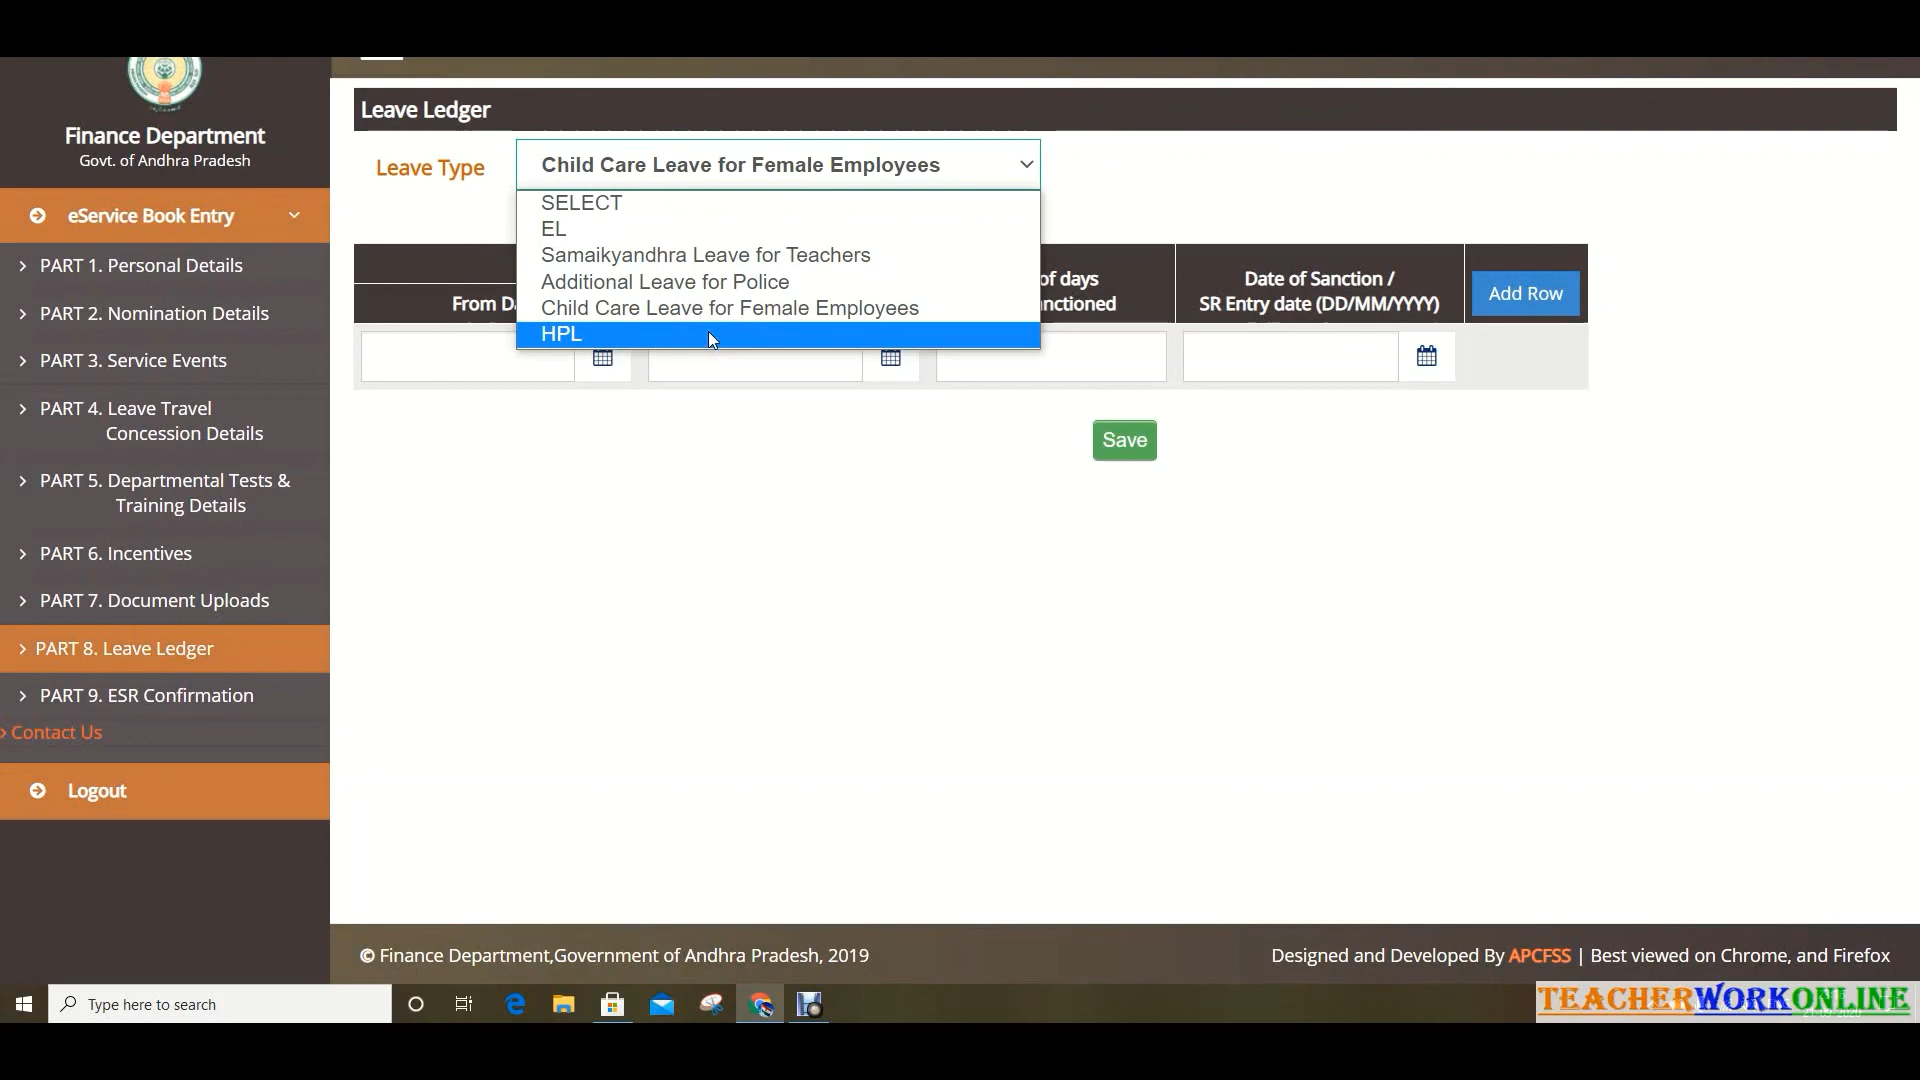 Finance Department
Govt. of Andhra Pradesh
eService Book Entry
PART 1. Personal Details
PART 2. Nomination Details
PART 3. Service Events
PART 4. Leave Travel
Concession Details
PART 5. Departmental Tests &
Training Details
PART 6. Incentives
PART 7. Document Uploads
PART 8. Leave Ledger
PART 9. ESR Confirmation
Contact Us
Logout
Leave Ledger
Leave Type
Child Care Leave for Female Employees
SELECT
EL
Samaikyandhra Leave for Teachers
Additional Leave for Police
Child Care Leave for Female Employees
HPL
From
of days
Date of Sanction /
SR Entry date (DD/MM/YYYY)
Add Row
Save
© Finance Department,Government of Andhra Pradesh, 2019
Designed and Developed By APCFSS | Best viewed on Chrome, and Firefox
Type here to search
TEACHERWORKONLINE